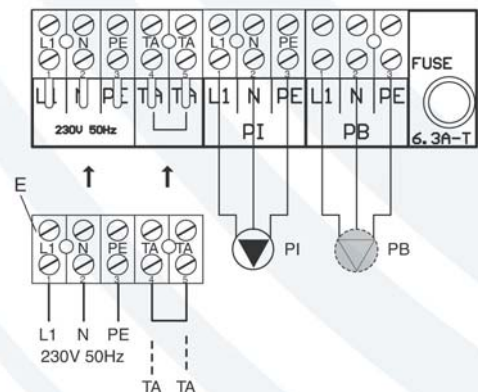 L1 N PE TA TA L1 N PE
1 2 3 4 5 1 2 3 1 2 3
L1 N PE TA TA L1 N PE L1 N PE
FUSE
230V 50Hz PI PB 6.3A-T
E
L1 N PE TA TA
1 2 3 4 5
PI PB
L1 N PE
230V 50Hz
TA TA